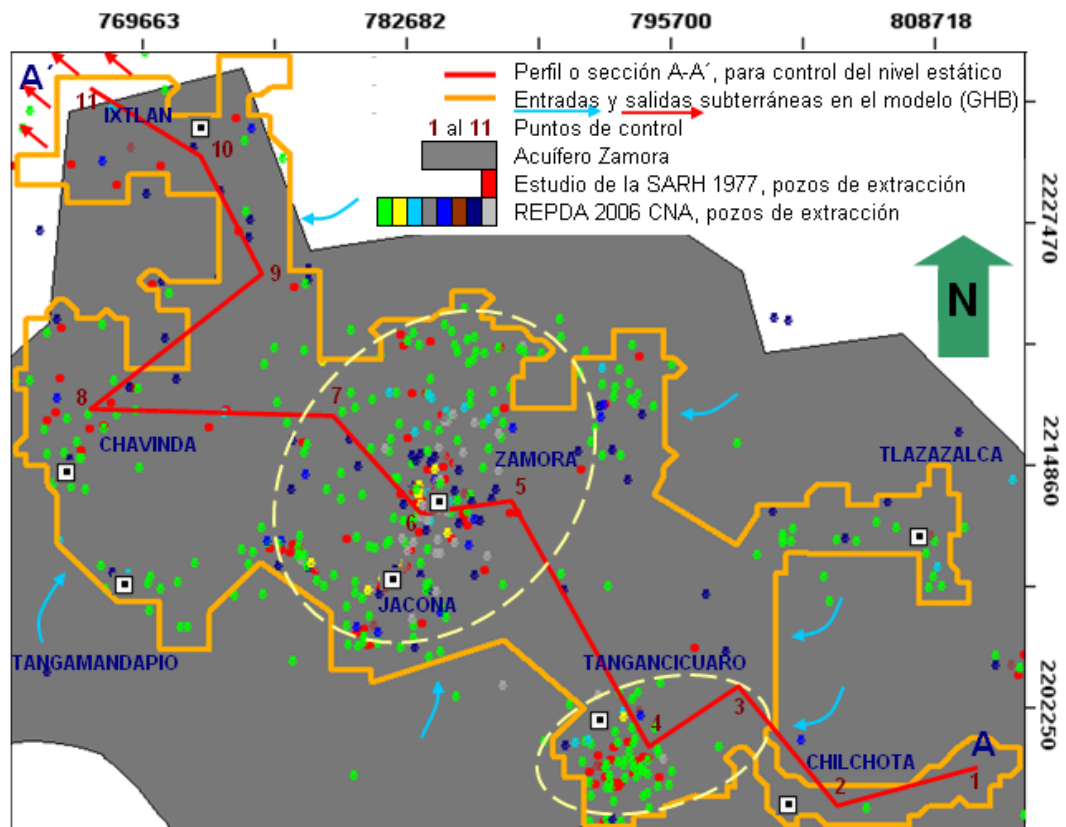 769663 782682 795700 808718
A´
Perfil o sección A-A´, para control del nivel estático
Entradas y salidas subterráneas en el modelo (GHB)
1 al 11 Puntos de control
Acuífero Zamora
Estudio de la SARH 1977, pozos de extracción
REPDA 2006 CNA, pozos de extracción
11
IXTLAN
10
9
2227470
N
8
7
CHAVINDA
ZAMORA
TLAZAZALCA
2214860
5
6
JACONA
TANGAMANDAPIO
TANGANCICUARO
3
4
2202250
CHILCHOTA
A
1
2